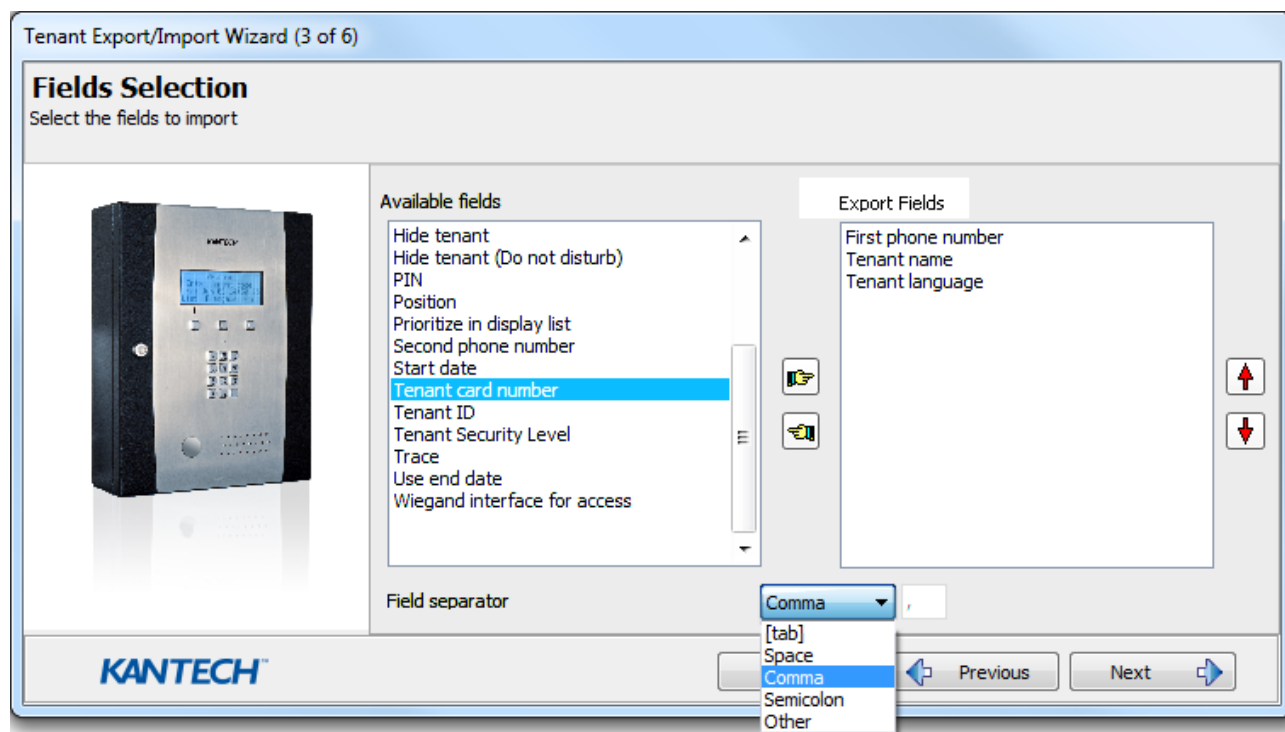 Tenant Export/Import Wizard (3 of 6)
Fields Selection
Select the fields to import
KANTECH
Available fields
Hide tenant
Hide tenant (Do not disturb)
PIN
Position
Prioritize in display list
Second phone number
Start date
Tenant card number
Tenant ID
Tenant Security Level
Trace
Use end date
Wiegand interface for access
Export Fields
First phone number
Tenant name
Tenant language
Field separator
Comma
,
[tab]
Space
Comma
Semicolon
Other
KANTECH™
Previous
Next